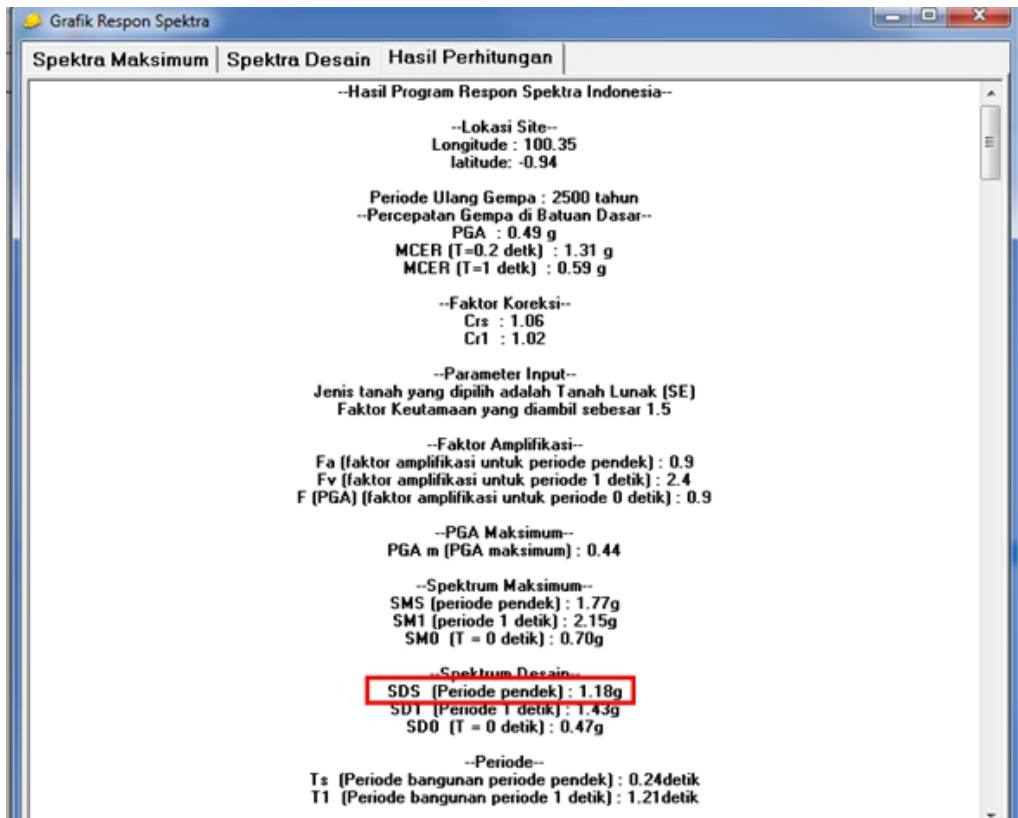 Grafik Respon Spektra
Spektra Maksimum Spektra Desain Hasil Perhitungan
--Hasil Program Respon Spektra Indonesia--
--Lokasi Site--
Longitude : 100.35
latitude: -0.94
Periode Ulang Gempa : 2500 tahun
--Percepatan Gempa di Batuan Dasar--
PGA : 0.49 g
MCER (T=0.2 detk) : 1.31 g
MCER (T=1 detk) : 0.59 g
--Faktor Koreksi--
Crs : 1.06
Cr1 : 1.02
--Parameter Input--
Jenis tanah yang dipilih adalah Tanah Lunak (SE)
Faktor Keutamaan yang diambil sebesar 1.5
--Faktor Amplifikasi--
Fa (faktor amplifikasi untuk periode pendek) : 0.9
Fv (faktor amplifikasi untuk periode 1 detik) : 2.4
F (PGA) (faktor amplifikasi untuk periode 0 detik) : 0.9
--PGA Maksimum--
PGA m (PGA maksimum) : 0.44
--Spektrum Maksimum--
SMS (periode pendek) : 1.77g
SM1 (periode 1 detik) : 2.15g
SM0 (T = 0 detik) : 0.70g
--Spektrum Desain--
SDS (Periode pendek) : 1.18g
SD1 (Periode 1 detik) : 1.43g
SD0 (T = 0 detik) : 0.47g
--Periode--
Ts (Periode bangunan periode pendek) : 0.24detik
T1 (Periode bangunan periode 1 detik) : 1.21detik